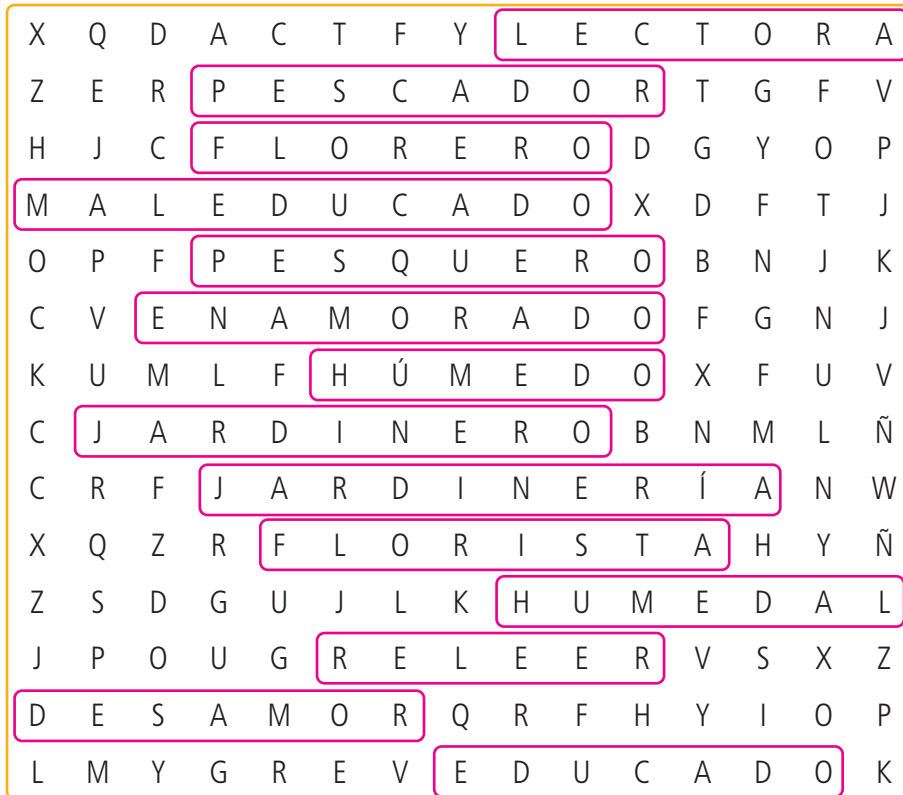 X Q D A C T F Y L E C T O R A
Z E R P E S C A D O R T G F V
H J C F L O R E R O D G Y O P
M A L E D U C A D O X D F T J
O P F P E S Q U E R O B N J K
C V E N A M O R A D O F G N J
K U M L F H Ú M E D O X F U V
C J A R D I N E R O B N M L Ñ
C R F J A R D I N E R Í A N W
X Q Z R F L O R I S T A H Y Ñ
Z S D G U J L K H U M E D A L
J P O U G R E L E E R V S X Z
D E S A M O R Q R F H Y I O P
L M Y G R E V E D U C A D O K